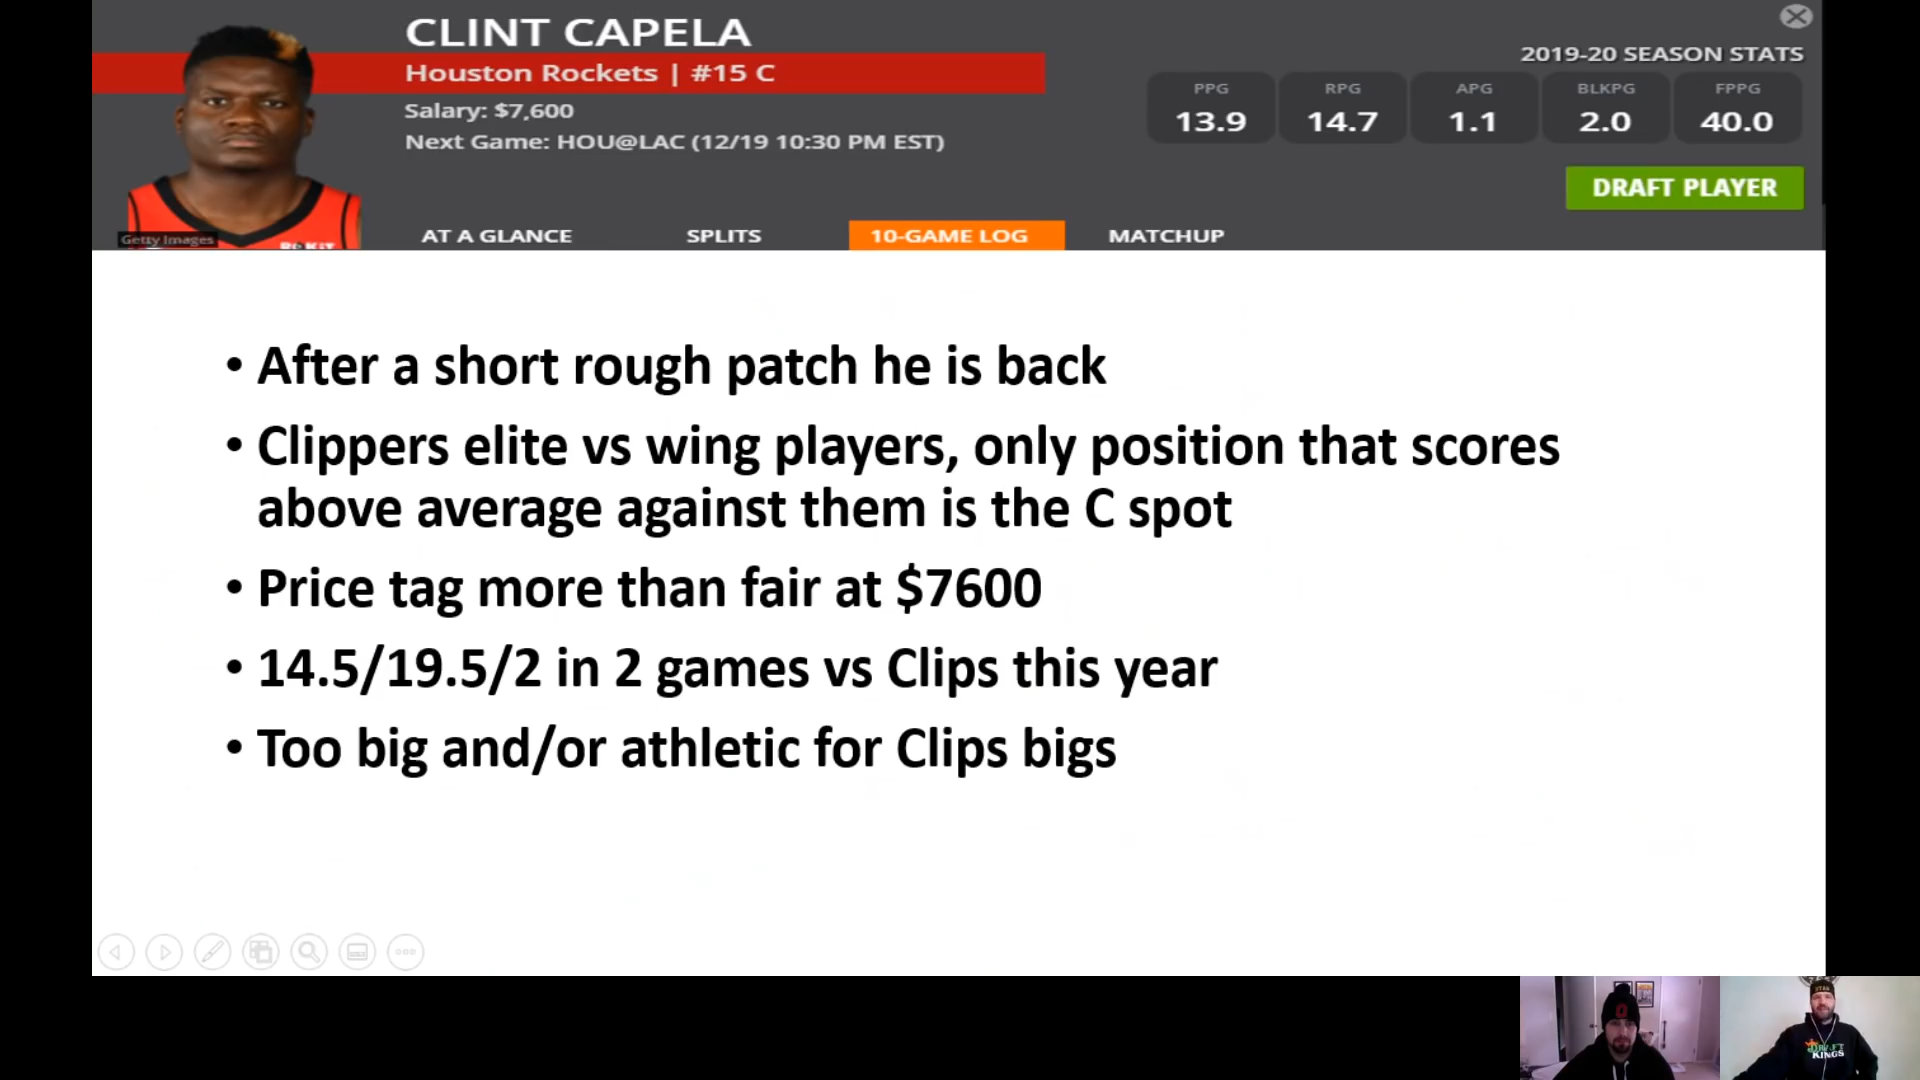 CLINT CAPELA
Houston Rockets | #15 C
Salary: $7,600
Next Game: HOU@LAC (12/19 10:30 PM EST)
2019-20 SEASON STATS
PPG RPG APG BLKPG FPPG
13.9 14.7 1.1 2.0 40.0
DRAFT PLAYER
Getty Images
AT A GLANCE SPLITS 10-GAME LOG MATCHUP
• After a short rough patch he is back
• Clippers elite vs wing players, only position that scores
above average against them is the C spot
• Price tag more than fair at $7600
• 14.5/19.5/2 in 2 games vs Clips this year
• Too big and/or athletic for Clips bigs
DRAFT
KINGS